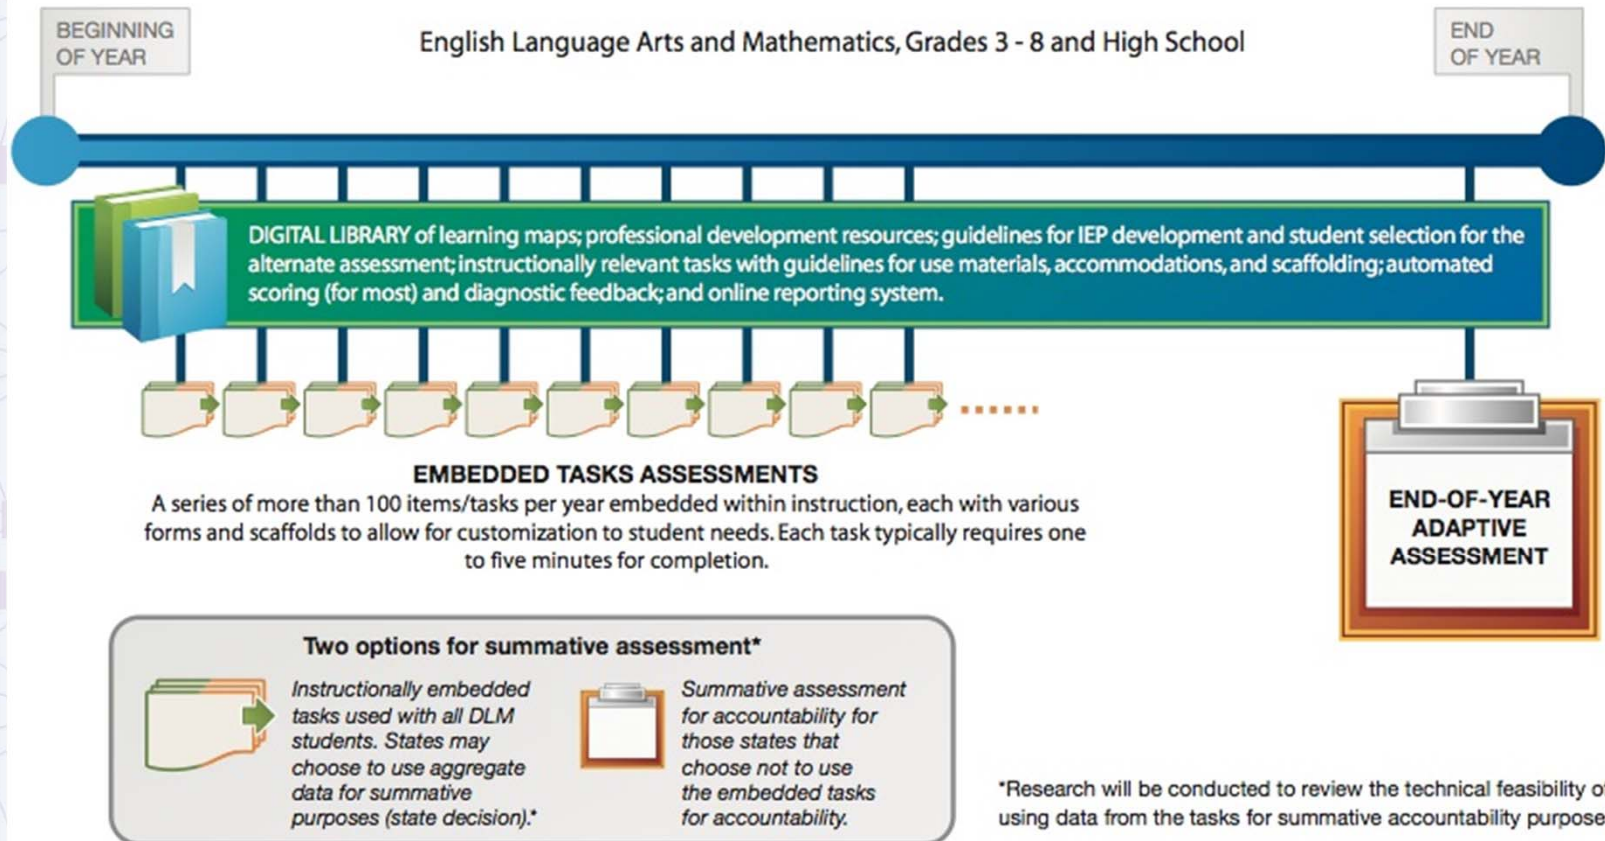 BEGINNING
OF YEAR
English Language Arts and Mathematics, Grades 3 - 8 and High School
END
OF YEAR
DIGITAL LIBRARY of learning maps; professional development resources; guidelines for IEP development and student selection for the
alternate assessment; instructionally relevant tasks with guidelines for use materials, accommodations, and scaffolding; automated
scoring (for most) and diagnostic feedback; and online reporting system.
EMBEDDED TASKS ASSESSMENTS
A series of more than 100 items/tasks per year embedded within instruction, each with various
forms and scaffolds to allow for customization to student needs. Each task typically requires one
to five minutes for completion.
END-OF-YEAR
ADAPTIVE
ASSESSMENT
Two options for summative assessment*
Instructionally embedded
tasks used with all DLM
students. States may
choose to use aggregate
data for summative
purposes (state decision).*
Summative assessment
for accountability for
those states that
choose not to use
the embedded tasks
for accountability.
*Research will be conducted to review the technical feasibility of
using data from the tasks for summative accountability purpose